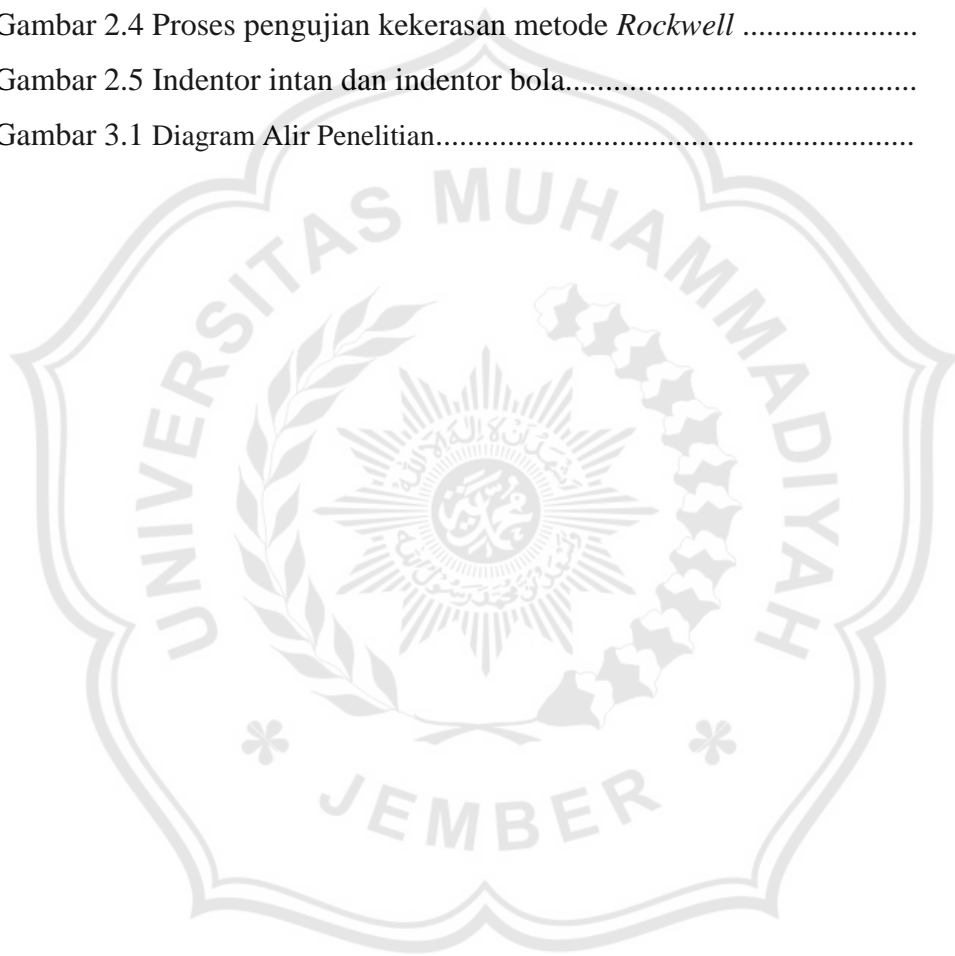 Gambar 2.4 Proses pengujian kekerasan metode Rockwell ......................
Gambar 2.5 Indentor intan dan indentor bola............................................
Gambar 3.1 Diagram Alir Penelitian.......................................................
UNIVERSITAS MUHAMMADIYAH
JEMBER